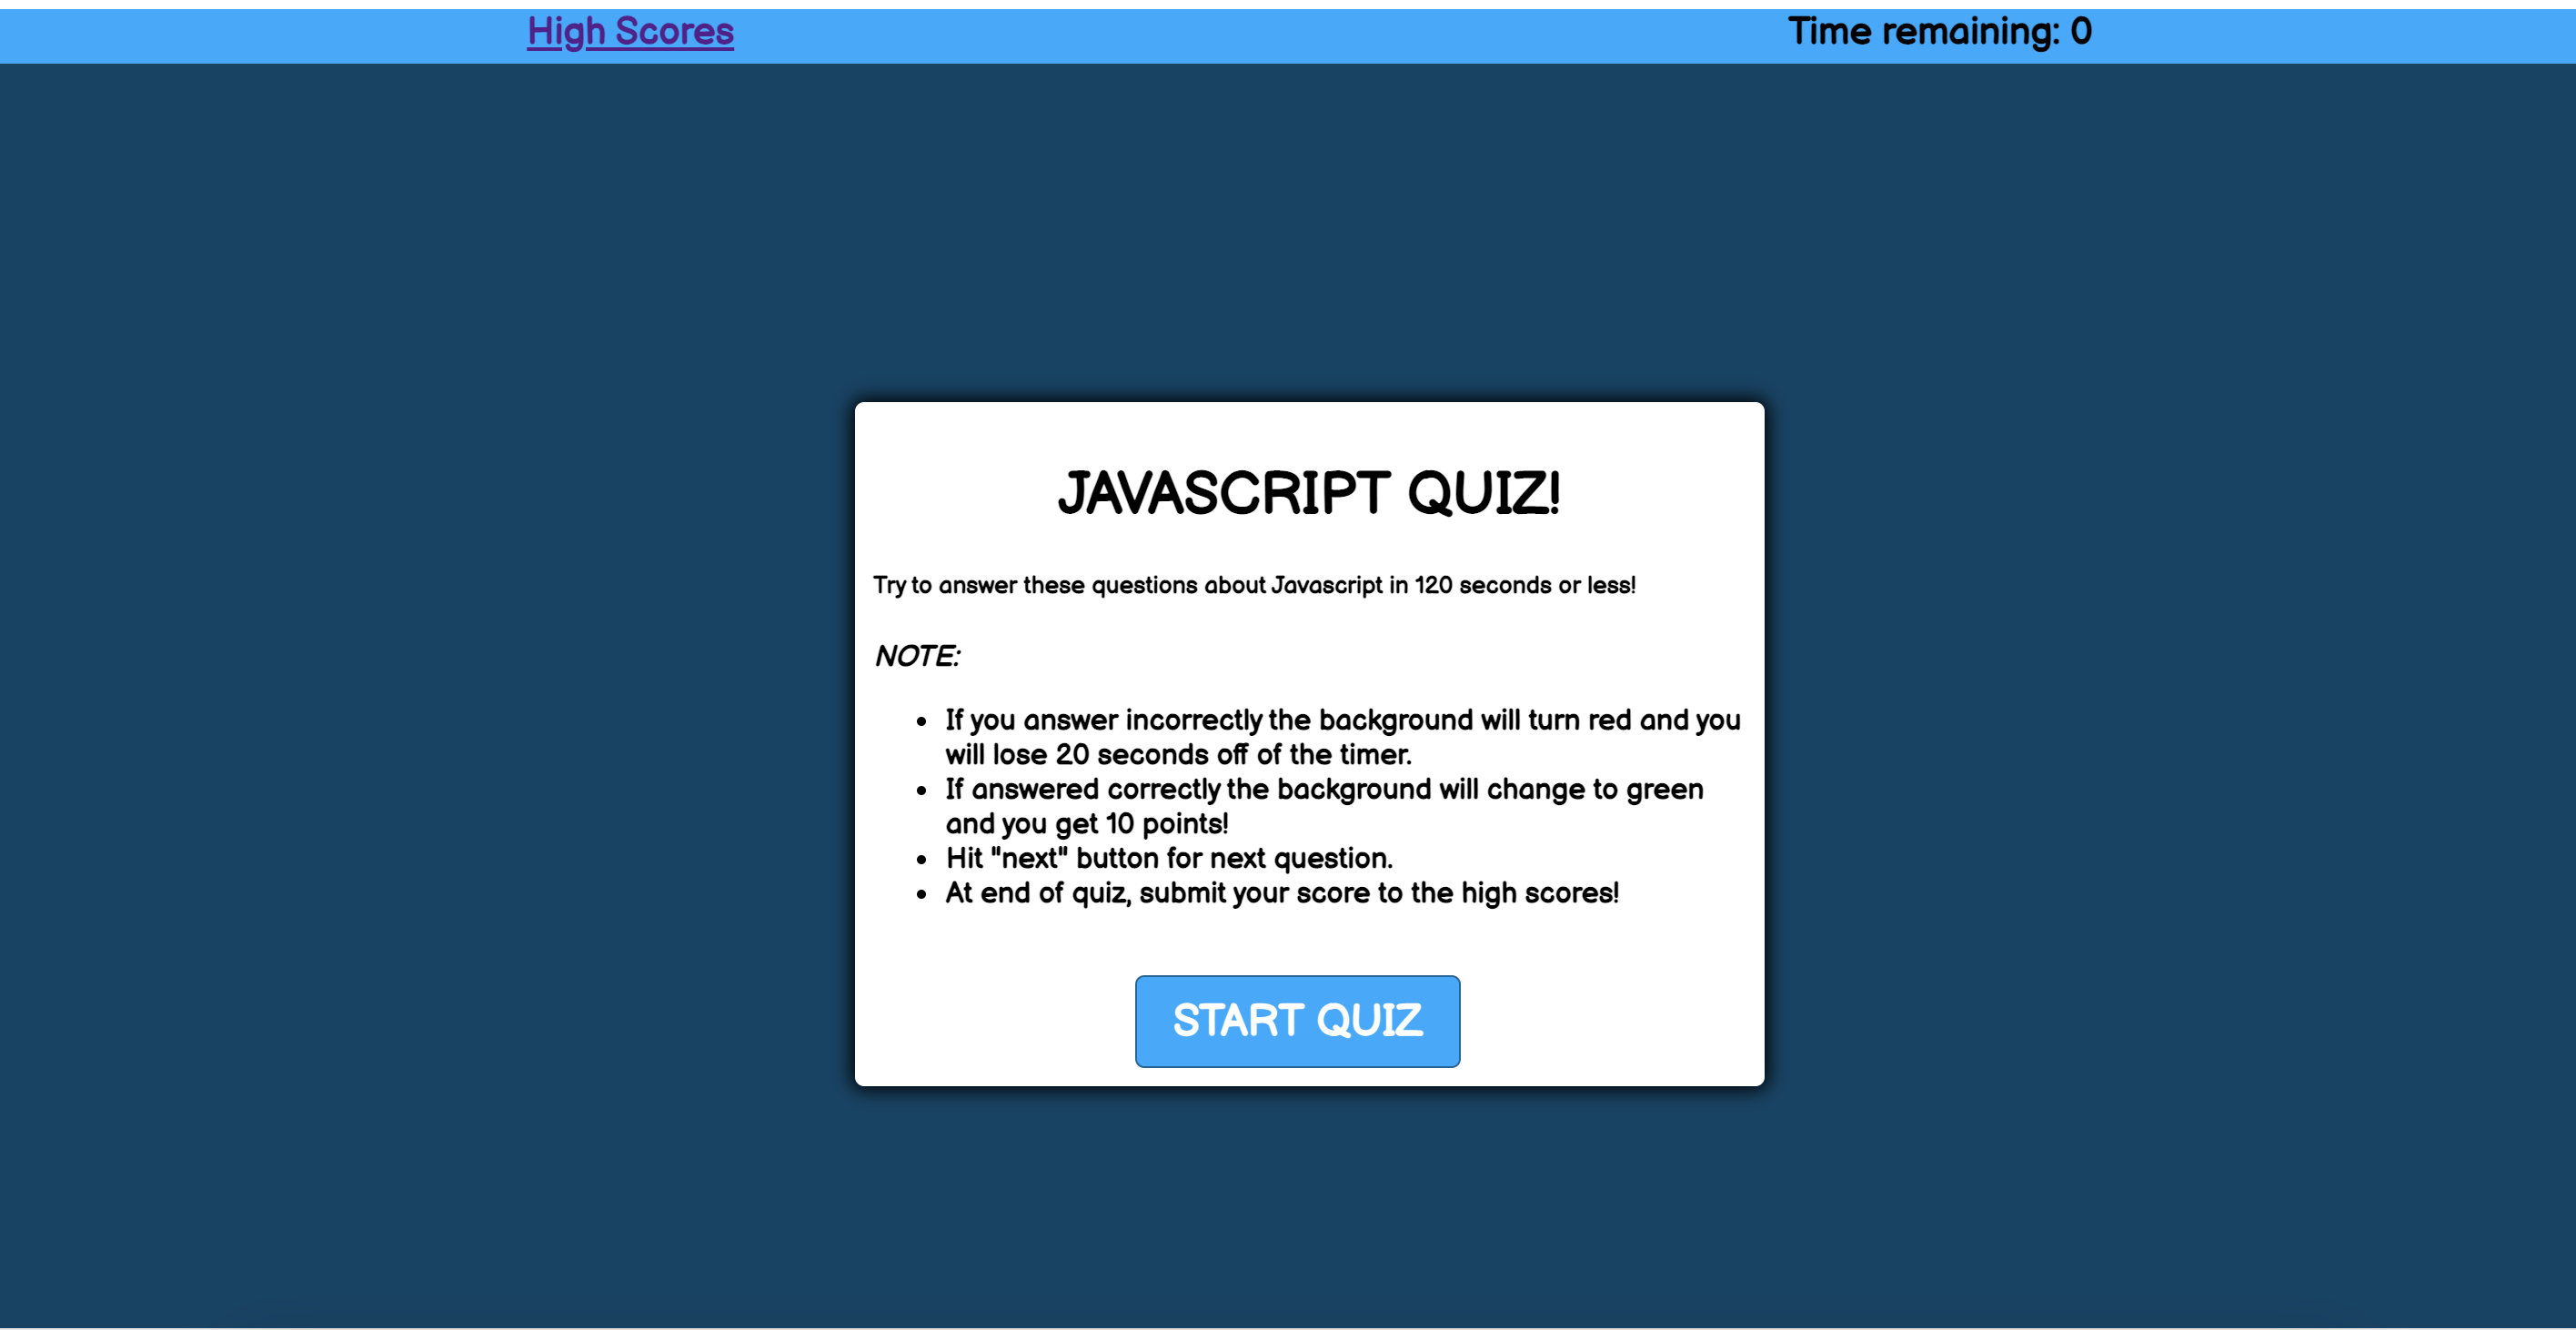 High Scores
Time remaining: 0
JAVASCRIPT QUIZ!
Try to answer these questions about Javascript in 120 seconds or less!
NOTE:
If you answer incorrectly the background will turn red and you
will lose 20 seconds off of the timer.
If answered correctly the background will change to green
and you get 10 points!
Hit "next" button for next question.
At end of quiz, submit your score to the high scores!
START QUIZ